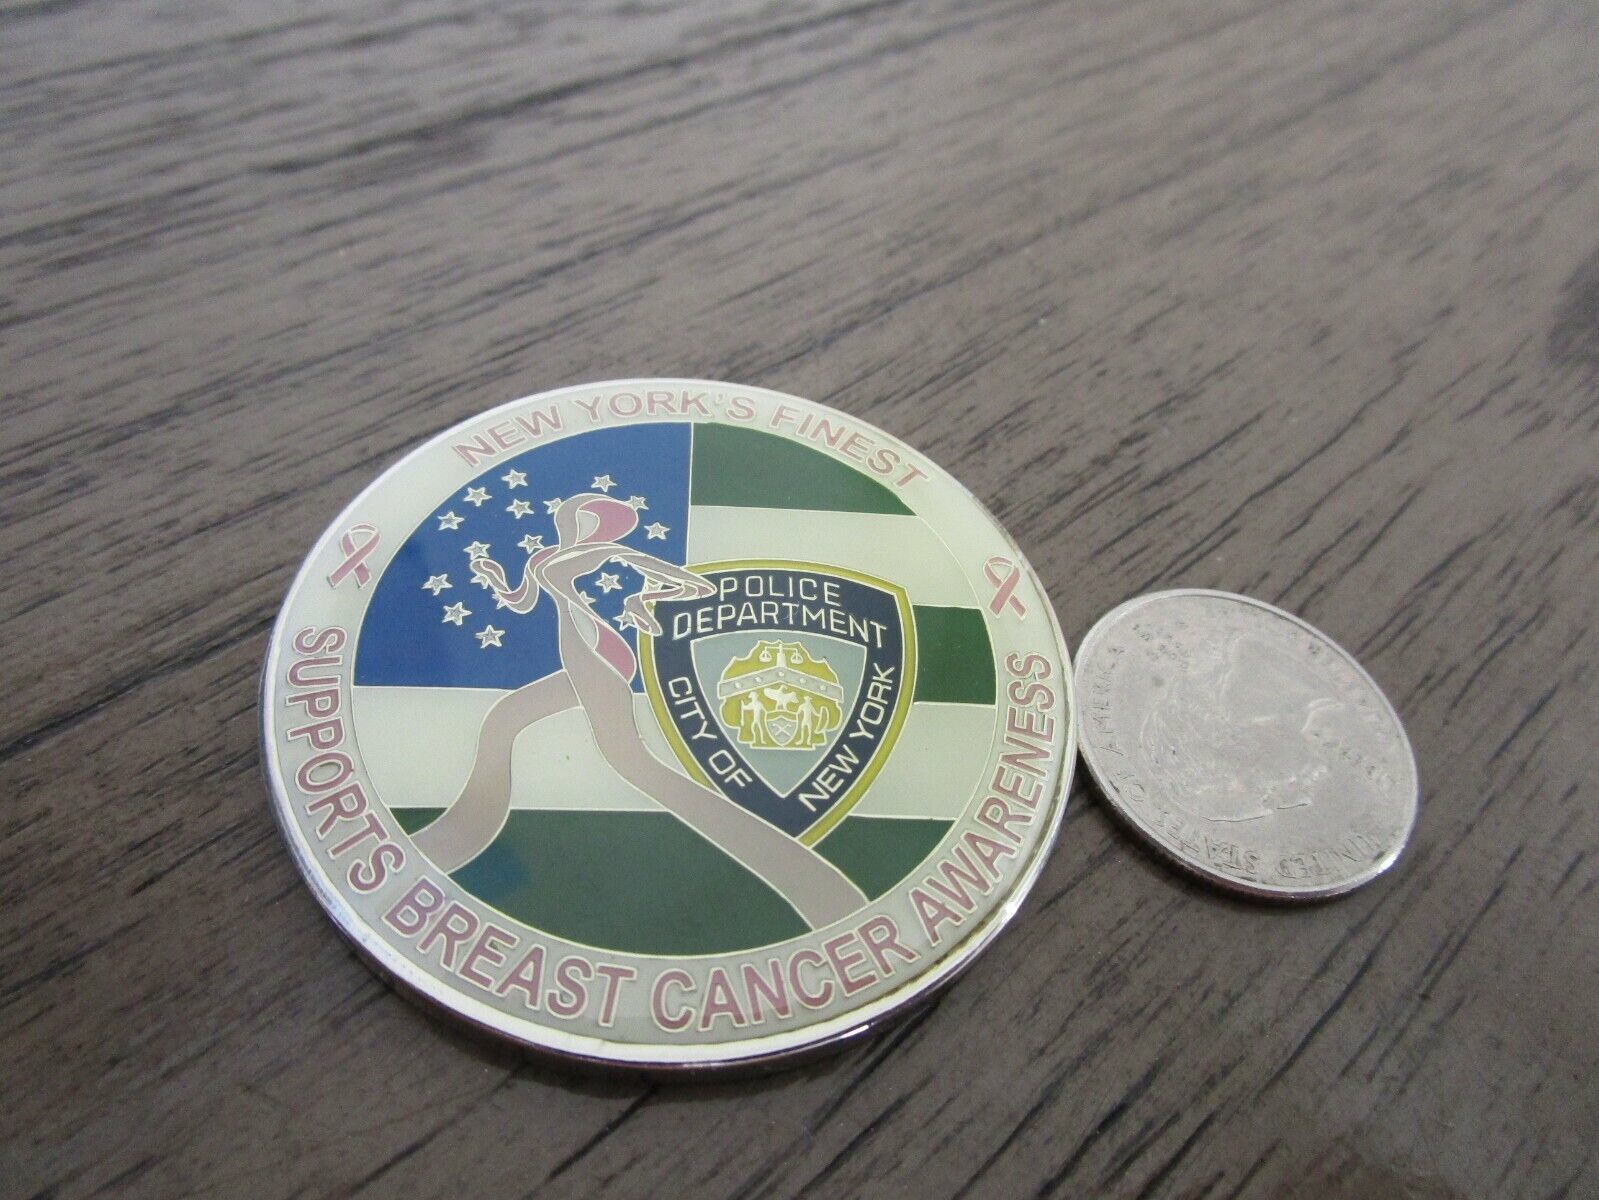 NEW YORK'S FINEST
POLICE
DEPARTMENT
CITY OF
NEW YORK
SUPPORTS BREAST CANCER AWARENESS
UNITED STATES OF AMERICA